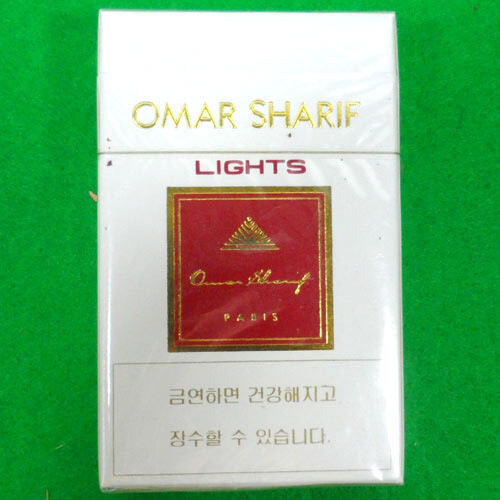 OMAR SHARIF
LIGHTS
Omar Sharif
PARIS
금연하면 건강해지고
장수할 수 있습니다.